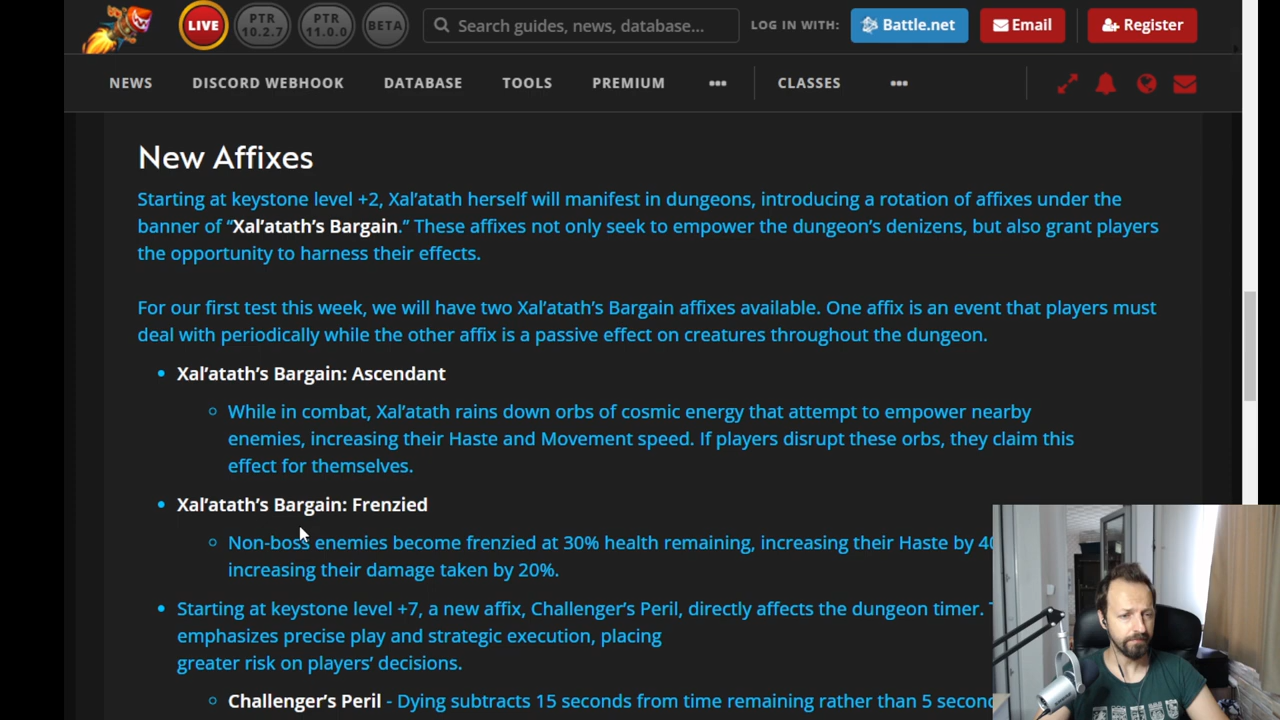 LIVE
PTR
10.2.7
PTR
11.0.0
BETA
Search guides, news, database...
LOG IN WITH:
Battle.net
Email
Register
NEWS
DISCORD WEBHOOK
DATABASE
TOOLS
PREMIUM
•••
CLASSES
•••
New Affixes
Starting at keystone level +2, Xal’atath herself will manifest in dungeons, introducing a rotation of affixes under the
banner of “Xal’atath’s Bargain.” These affixes not only seek to empower the dungeon’s denizens, but also grant players
the opportunity to harness their effects.
For our first test this week, we will have two Xal’atath’s Bargain affixes available. One affix is an event that players must
deal with periodically while the other affix is a passive effect on creatures throughout the dungeon.
Xal’atath’s Bargain: Ascendant
While in combat, Xal’atath rains down orbs of cosmic energy that attempt to empower nearby
enemies, increasing their Haste and Movement speed. If players disrupt these orbs, they claim this
effect for themselves.
Xal’atath’s Bargain: Frenzied
Non-boss enemies become frenzied at 30% health remaining, increasing their Haste by
increasing their damage taken by 20%.
Starting at keystone level +7, a new affix, Challenger’s Peril, directly affects the dungeon timer.
emphasizes precise play and strategic execution, placing
greater risk on players’ decisions.
Challenger’s Peril - Dying subtracts 15 seconds from time remaining rather than 5